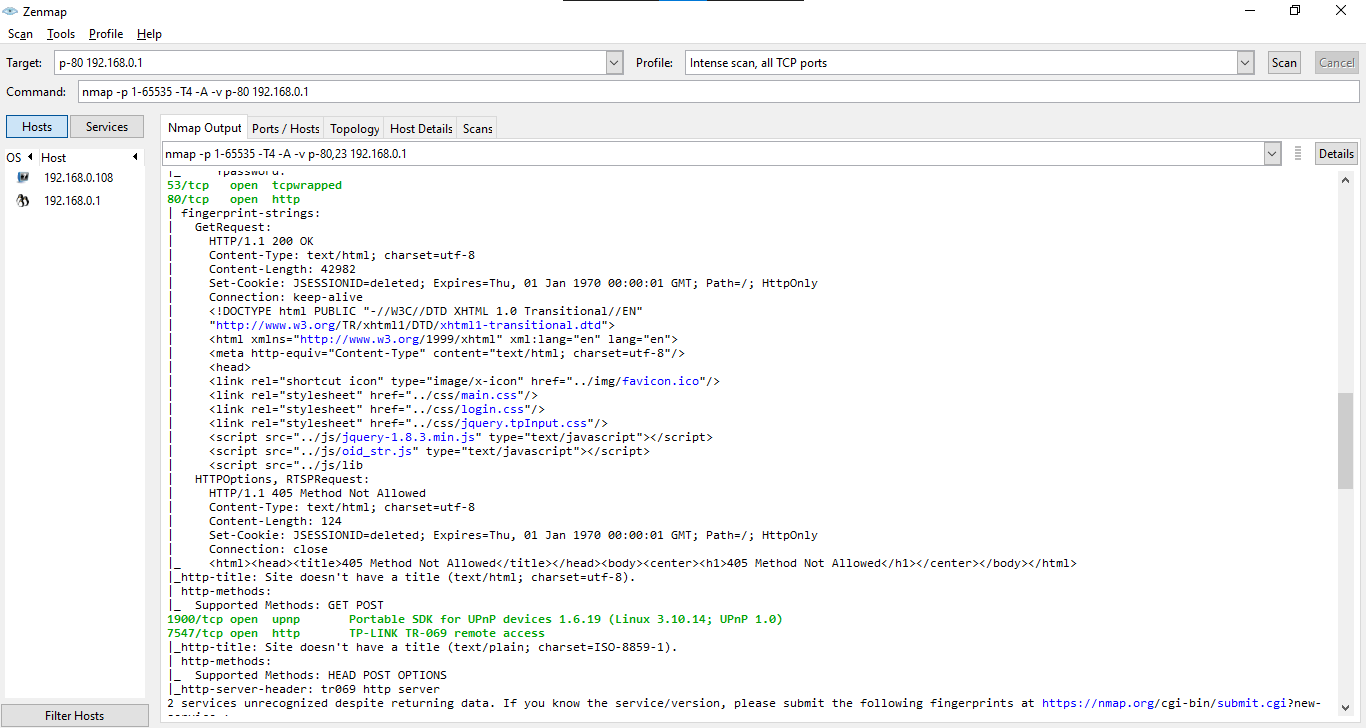 Zenmap
Scan Tools Profile Help
Target: p-80 192.168.0.1 Profile: Intense scan, all TCP ports Scan Cancel
Command: nmap -p 1-65535 -T4 -A -v p-80 192.168.0.1
Hosts Services
OS Host
192.168.0.108
192.168.0.1
Filter Hosts
Nmap Output Ports / Hosts Topology Host Details Scans
nmap -p 1-65535 -T4 -A -v p-80,23 192.168.0.1 Details
|_ Ypassword:
53/tcp open tcpwrapped
80/tcp open http
| fingerprint-strings:
| GetRequest:
| HTTP/1.1 200 OK
| Content-Type: text/html; charset=utf-8
| Content-Length: 42982
| Set-Cookie: JSESSIONID=deleted; Expires=Thu, 01 Jan 1970 00:00:01 GMT; Path=/; HttpOnly
| Connection: keep-alive
| <!DOCTYPE html PUBLIC "-//W3C//DTD XHTML 1.0 Transitional//EN"
| "http://www.w3.org/TR/xhtml1/DTD/xhtml1-transitional.dtd">
| <html xmlns="http://www.w3.org/1999/xhtml" xml:lang="en" lang="en">
| <meta http-equiv="Content-Type" content="text/html; charset=utf-8"/>
| <head>
| <link rel="shortcut icon" type="image/x-icon" href="../img/favicon.ico"/>
| <link rel="stylesheet" href="../css/main.css"/>
| <link rel="stylesheet" href="../css/login.css"/>
| <link rel="stylesheet" href="../css/jquery.tpInput.css"/>
| <script src="../js/jquery-1.8.3.min.js" type="text/javascript"></script>
| <script src="../js/oid_str.js" type="text/javascript"></script>
| <script src="../js/lib
| HTTPOptions, RTSPRequest:
| HTTP/1.1 405 Method Not Allowed
| Content-Type: text/html; charset=utf-8
| Content-Length: 124
| Set-Cookie: JSESSIONID=deleted; Expires=Thu, 01 Jan 1970 00:00:01 GMT; Path=/; HttpOnly
| Connection: close
|_ <html><head><title>405 Method Not Allowed</title></head><body><center><h1>405 Method Not Allowed</h1></center></body></html>
|_http-title: Site doesn't have a title (text/html; charset=utf-8).
| http-methods:
|_ Supported Methods: GET POST
1900/tcp open upnp Portable SDK for UPnP devices 1.6.19 (Linux 3.10.14; UPnP 1.0)
7547/tcp open http TP-LINK TR-069 remote access
|_http-title: Site doesn't have a title (text/plain; charset=ISO-8859-1).
| http-methods:
|_ Supported Methods: HEAD POST OPTIONS
|_http-server-header: tr069 http server
2 services unrecognized despite returning data. If you know the service/version, please submit the following fingerprints at https://nmap.org/cgi-bin/submit.cgi?new-